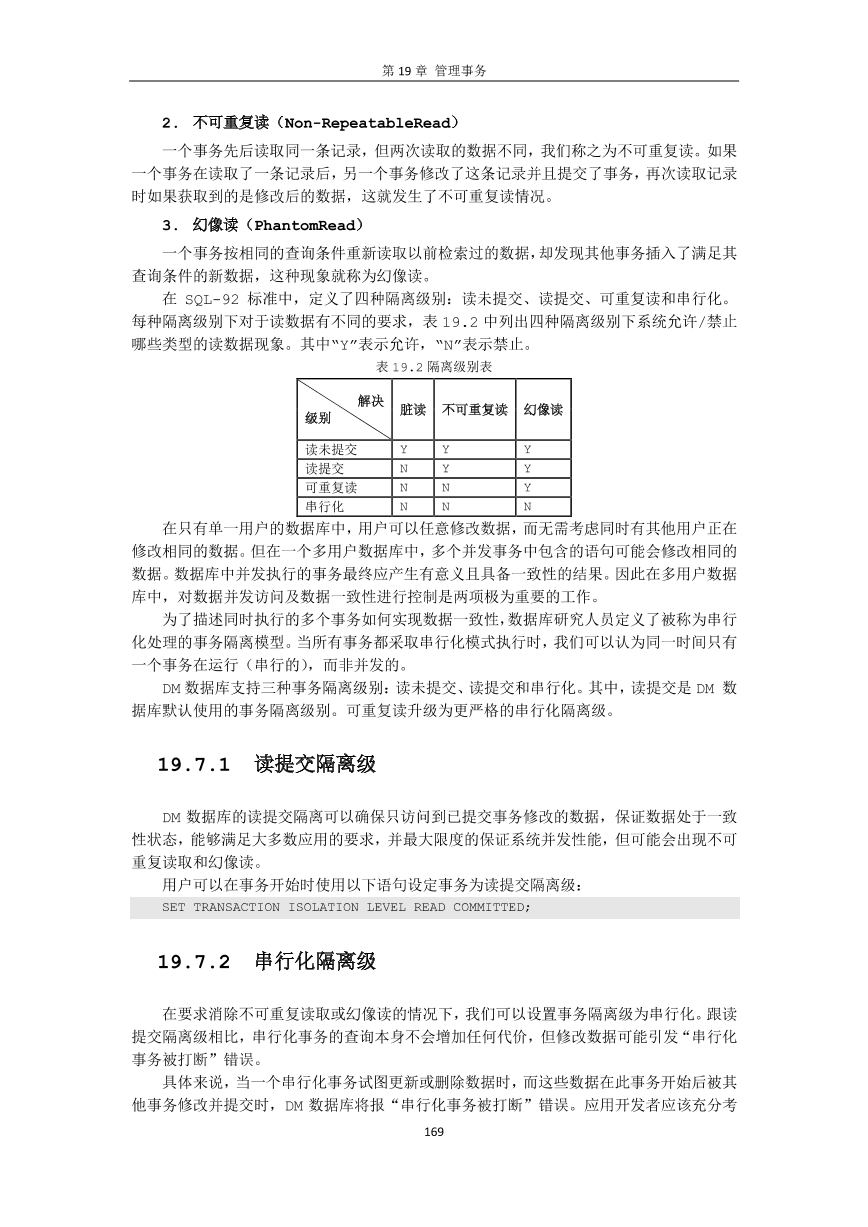 第 19 章 管理事务
2. 不可重复读（Non-RepeatableRead）
一个事务先后读取同一条记录，但两次读取的数据不同，我们称之为不可重复读。如果
一个事务在读取了一条记录后，另一个事务修改了这条记录并且提交了事务，再次读取记录
时如果获取到的是修改后的数据，这就发生了不可重复读情况。
3. 幻像读（PhantomRead）
一个事务按相同的查询条件重新读取以前检索过的数据，却发现其他事务插入了满足其
查询条件的新数据，这种现象就称为幻像读。
在 SQL-92 标准中，定义了四种隔离级别：读未提交、读提交、可重复读和串行化。
每种隔离级别下对于读数据有不同的要求，表 19.2 中列出四种隔离级别下系统允许/禁止
哪些类型的读数据现象。其中“Y”表示允许，“N”表示禁止。
表 19.2 隔离级别表
解决 级别 脏读 不可重复读 幻像读
读未提交 Y Y Y
读提交 N Y Y
可重复读 N N Y
串行化 N N N
在只有单一用户的数据库中，用户可以任意修改数据，而无需考虑同时有其他用户正在
修改相同的数据。但在一个多用户数据库中，多个并发事务中包含的语句可能会修改相同的
数据。数据库中并发执行的事务最终应产生有意义且具备一致性的结果。因此在多用户数据
库中，对数据并发访问及数据一致性进行控制是两项极为重要的工作。
为了描述同时执行的多个事务如何实现数据一致性，数据库研究人员定义了被称为串行
化处理的事务隔离模型。当所有事务都采取串行化模式执行时，我们可以认为同一时间只有
一个事务在运行（串行的），而非并发的。
DM 数据库支持三种事务隔离级别：读未提交、读提交和串行化。其中，读提交是 DM 数
据库默认使用的事务隔离级别。可重复读升级为更严格的串行化隔离级。
19.7.1 读提交隔离级
DM 数据库的读提交隔离可以确保只访问到已提交事务修改的数据，保证数据处于一致
性状态，能够满足大多数应用的要求，并最大限度的保证系统并发性能，但可能会出现不可
重复读取和幻像读。
用户可以在事务开始时使用以下语句设定事务为读提交隔离级：
SET TRANSACTION ISOLATION LEVEL READ COMMITTED;
19.7.2 串行化隔离级
在要求消除不可重复读取或幻像读的情况下，我们可以设置事务隔离级为串行化。跟读
提交隔离级相比，串行化事务的查询本身不会增加任何代价，但修改数据可能引发“串行化
事务被打断”错误。
具体来说，当一个串行化事务试图更新或删除数据时，而这些数据在此事务开始后被其
他事务修改并提交时，DM 数据库将报“串行化事务被打断”错误。应用开发者应该充分考
169